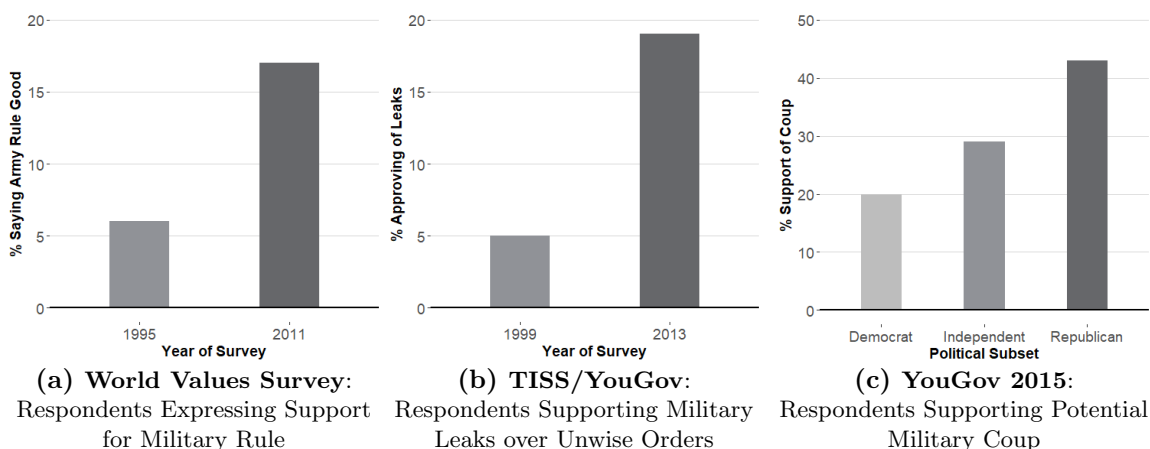 % Saying Army Rule Good
20
15
10
5
0
1995 2011
Year of Survey
(a) World Values Survey:
Respondents Expressing Support
for Military Rule
% Approving of Leaks
20
15
10
5
0
1999 2013
Year of Survey
(b) TISS/YouGov:
Respondents Supporting Military
Leaks over Unwise Orders
% Support of Coup
50
40
30
20
10
0
Democrat Independent Republican
Political Subset
(c) YouGov 2015:
Respondents Supporting Potential
Military Coup